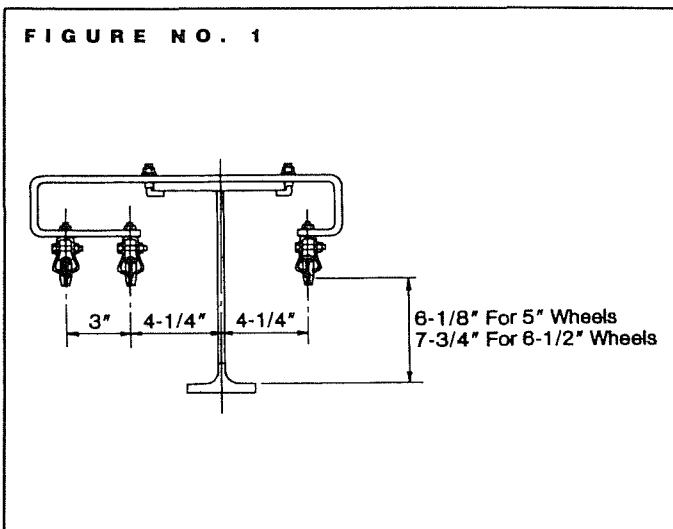 FIGURE NO. 1
3" 4-1/4" 4-1/4"
6-1/8" For 5" Wheels
7-3/4" For 6-1/2" Wheels